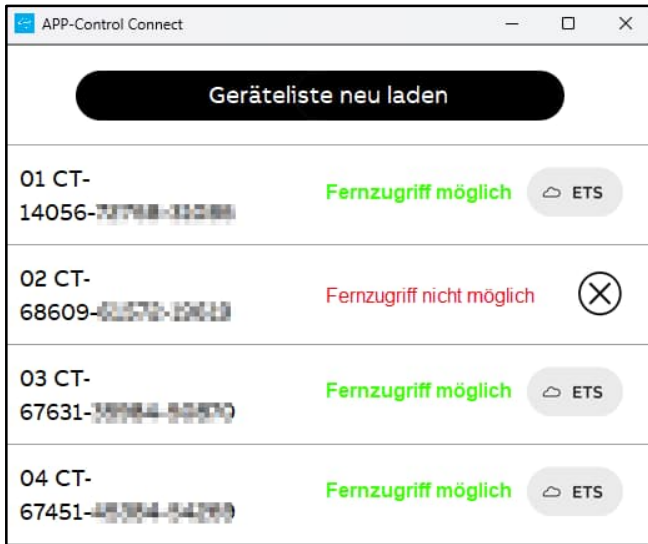 APP-Control Connect
Geräteliste neu laden
01 CT-
14056-
Fernzugriff möglich
ETS
02 CT-
68609-
Fernzugriff nicht möglich
03 CT-
67631-
Fernzugriff möglich
ETS
04 CT-
67451-
Fernzugriff möglich
ETS